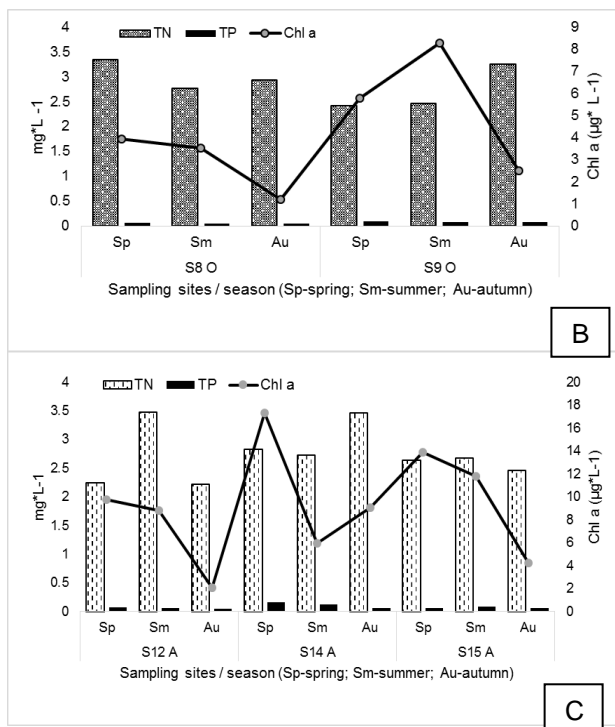 TN TP Chl a
4
3.5
3
2.5
2
1.5
1
0.5
0
mg*L -1
9
8
7
6
5
4
3
2
1
0
Chl a (µg* L -1)
Sp Sm Au Sp Sm Au
S8 O S9 O
Sampling sites / season (Sp-spring; Sm-summer; Au-autumn)
B
TN TP Chl a
4
3.5
3
2.5
2
1.5
1
0.5
0
mg*L-1
20
18
16
14
12
10
8
6
4
2
0
Chl a (µg*L-1)
Sp Sm Au Sp Sm Au Sp Sm Au
S12 A S14 A S15 A
Sampling sites / season (Sp-spring; Sm-summer; Au-autumn)
C